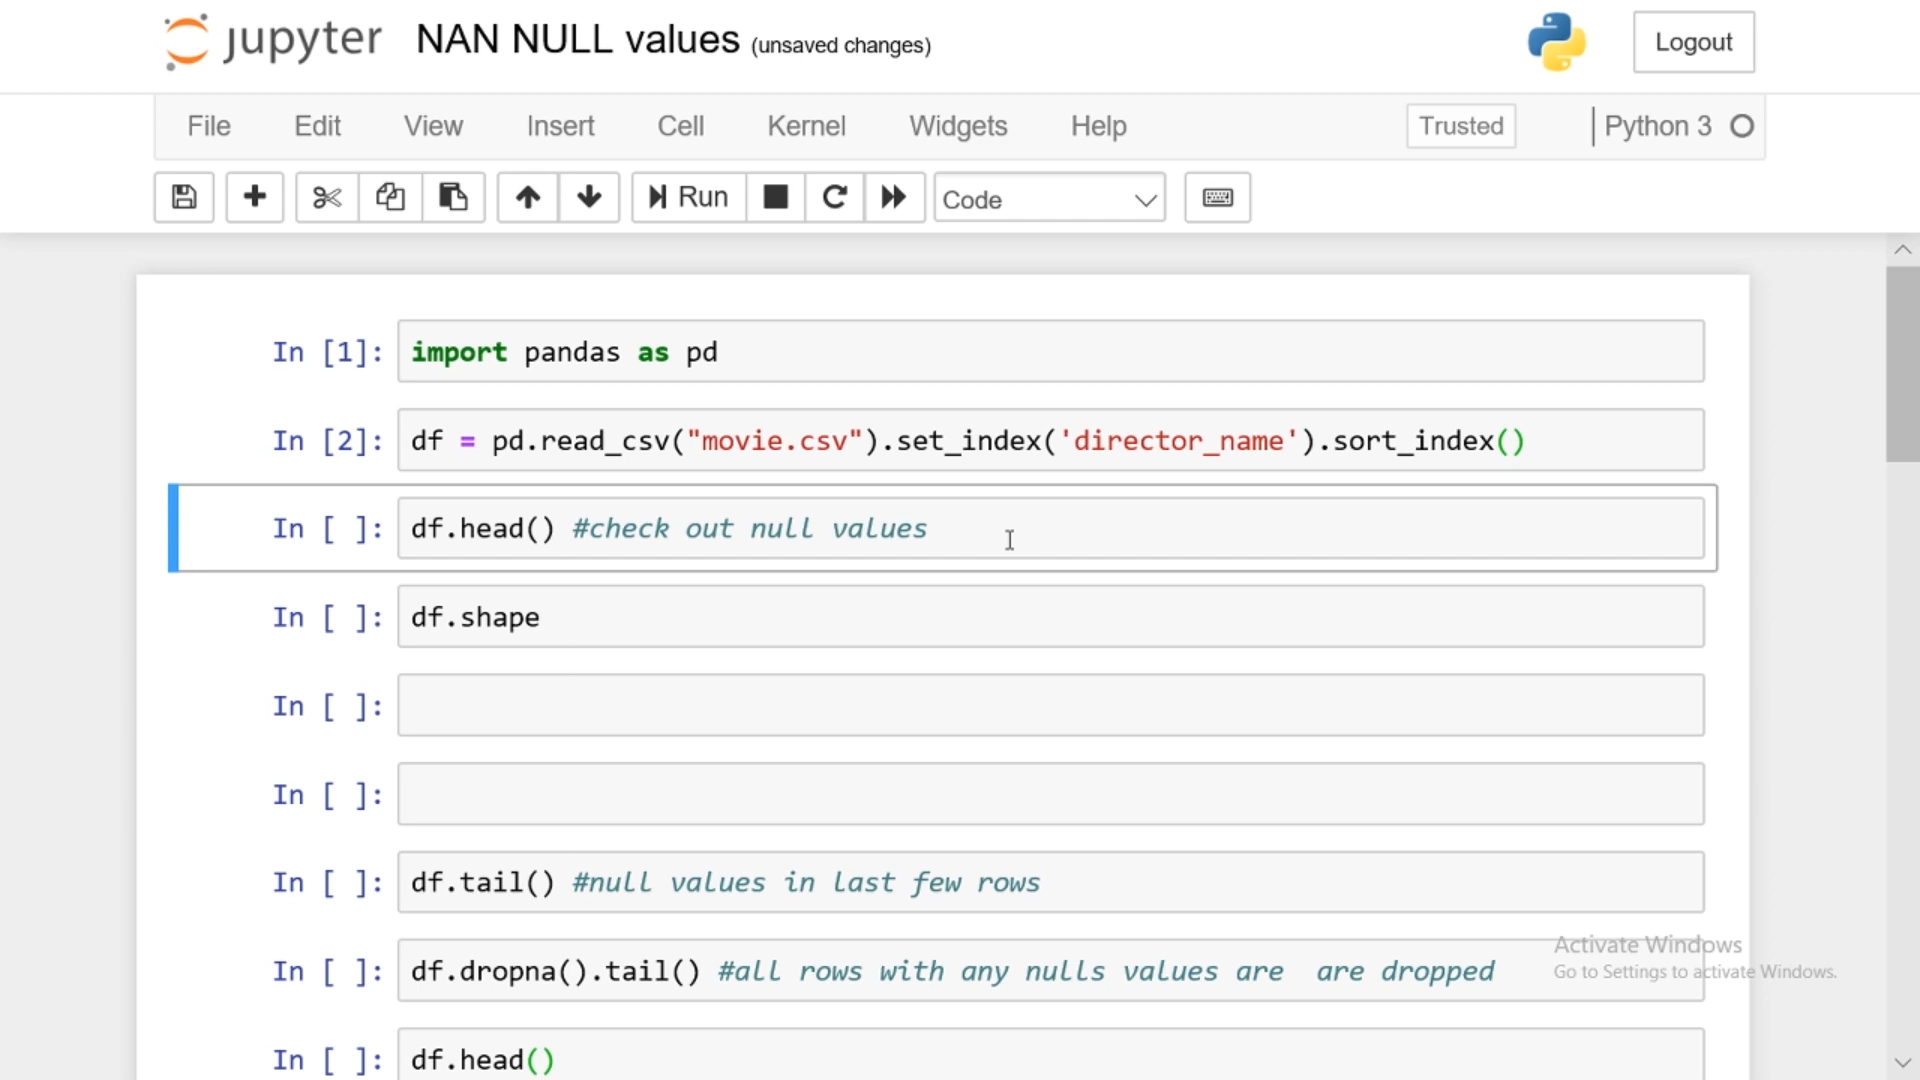 jupyter NAN NULL values (unsaved changes) Logout
File Edit View Insert Cell Kernel Widgets Help Trusted Python 3
Run Code
In [1]: import pandas as pd
In [2]: df = pd.read_csv("movie.csv").set_index('director_name').sort_index()
In [ ]: df.head() #check out null values
In [ ]: df.shape
In [ ]:
In [ ]:
In [ ]: df.tail() #null values in last few rows
In [ ]: df.dropna().tail() #all rows with any nulls values are  are dropped
Activate Windows
Go to Settings to activate Windows.
In [ ]: df.head()